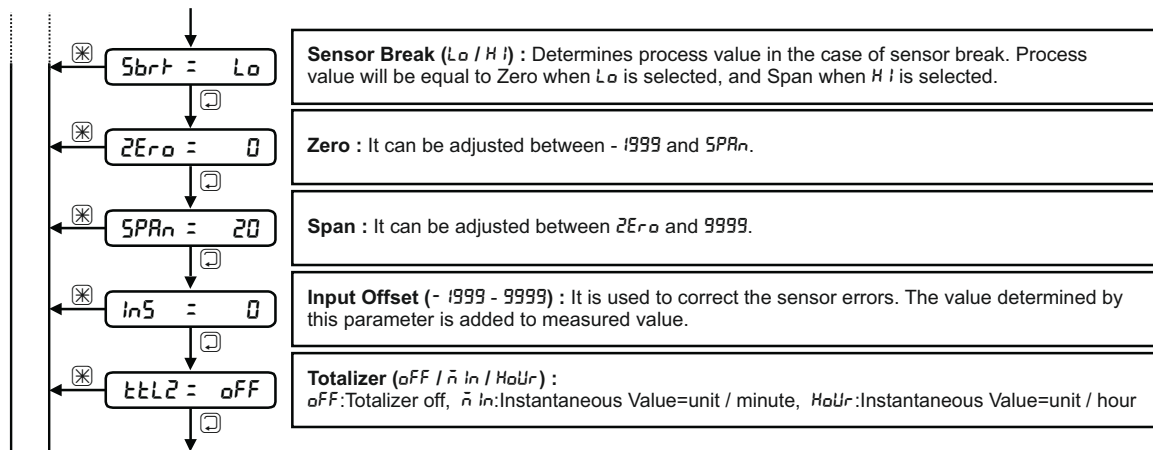 Sbrt = Lo
Sensor Break (Lo / HI) : Determines process value in the case of sensor break. Process
value will be equal to Zero when Lo is selected, and Span when HI is selected.
ZEro = 0
Zero : It can be adjusted between -1999 and SPAn.
SPAn = 20
Span : It can be adjusted between ZEro and 9999.
InS = 0
Input Offset (-1999 - 9999) : It is used to correct the sensor errors. The value determined by
this parameter is added to measured value.
ttLZ = oFF
Totalizer (oFF / n̄ In / HoUr) :
oFF:Totalizer off, n̄ In:Instantaneous Value=unit / minute, HoUr:Instantaneous Value=unit / hour